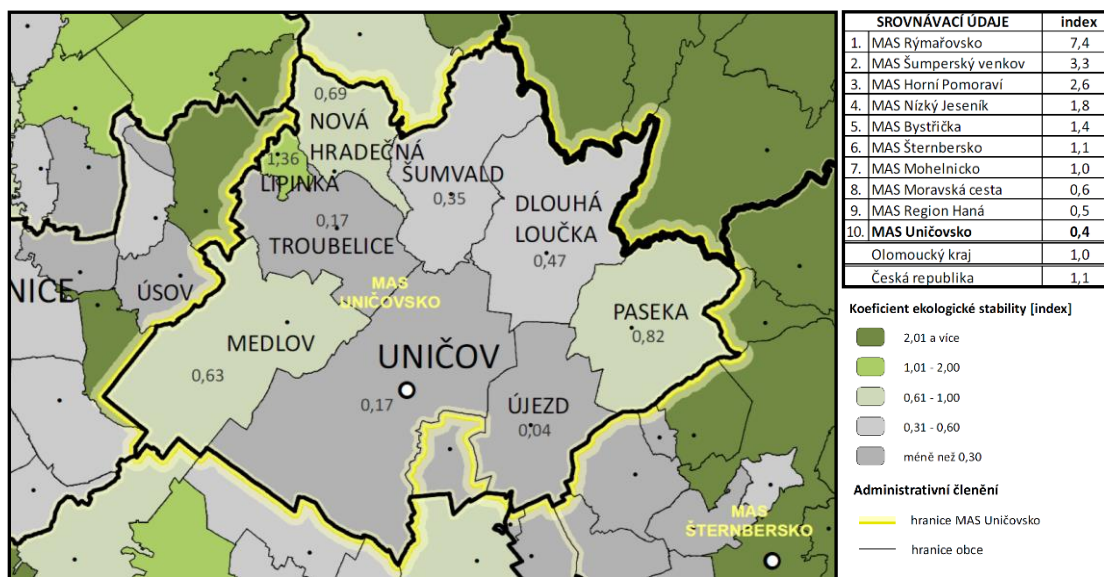 0,69
NOVÁ
HRADEČNÁ
1,36
LIPINKA
ŠUMVALD
0,35
0,17
TROUBELICE
DLOUHÁ
LOUČKA
0,47
NICE
ÚSOV
MAS
UNIČOVSKO
PASEKA
0,82
MEDLOV
0,63
UNIČOV
0,17
ÚJEZD
0,04
MAS
ŠTERNBERSKO
SROVNÁVACÍ ÚDAJE index
1. MAS Rýmařovsko 7,4
2. MAS Šumperský venkov 3,3
3. MAS Horní Pomoraví 2,6
4. MAS Nízký Jeseník 1,8
5. MAS Bystřička 1,4
6. MAS Šternbersko 1,1
7. MAS Mohelnicko 1,0
8. MAS Moravská cesta 0,6
9. MAS Region Haná 0,5
10. MAS Uničovsko 0,4
Olomoucký kraj 1,0
Česká republika 1,1
Koeficient ekologické stability [index]
2,01 a více
1,01 - 2,00
0,61 - 1,00
0,31 - 0,60
méně než 0,30
Administrativní členění
hranice MAS Uničovsko
hranice obce